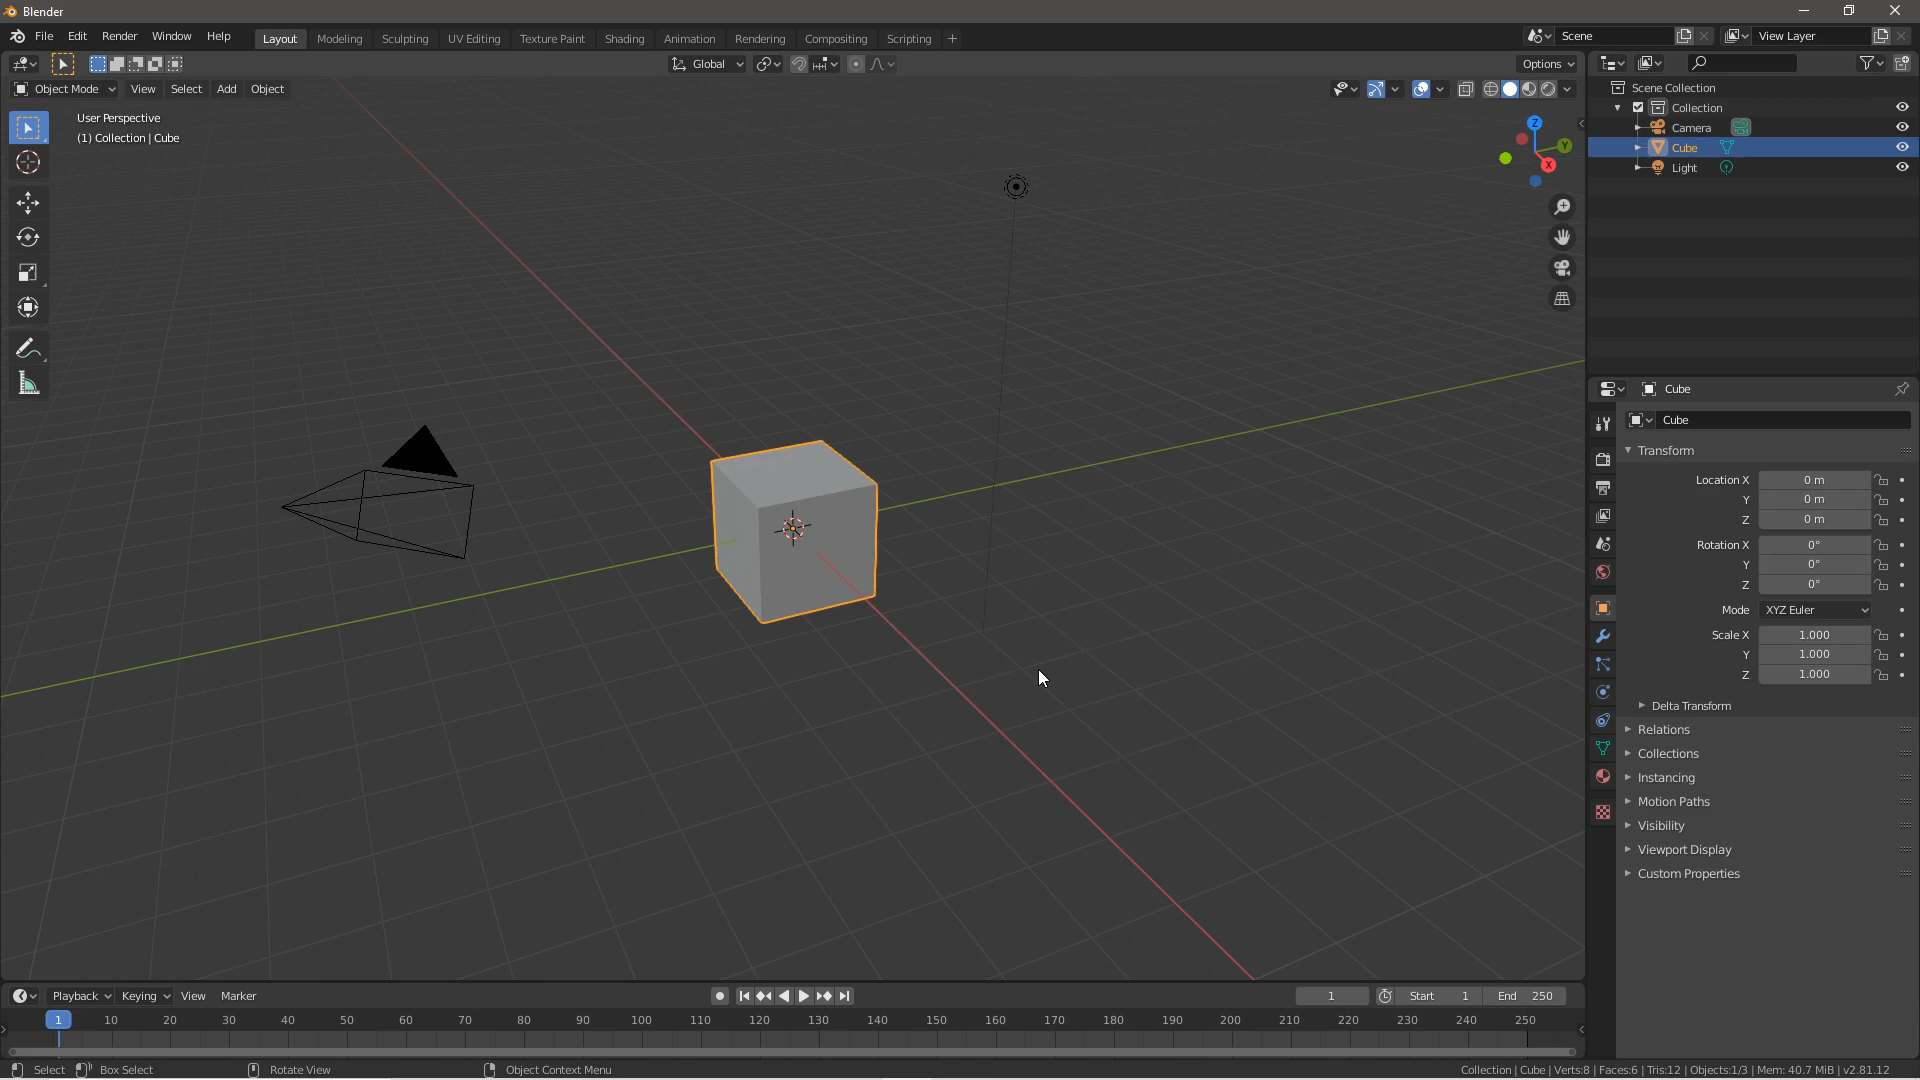 Blender
File Edit Render Window Help Layout Modeling Sculpting UV Editing Texture Paint Shading Animation Rendering Compositing Scripting + Scene View Layer
Global Options
Object Mode View Select Add Object
User Perspective
(1) Collection | Cube
Z
Y
X
Scene Collection
Collection
Camera
Cube
Light
Cube
Cube
Transform
Location X 0 m
Y 0 m
Z 0 m
Rotation X 0°
Y 0°
Z 0°
Mode XYZ Euler
Scale X 1.000
Y 1.000
Z 1.000
Delta Transform
Relations
Collections
Instancing
Motion Paths
Visibility
Viewport Display
Custom Properties
Playback Keying View Marker 1 Start 1 End 250
1 10 20 30 40 50 60 70 80 90 100 110 120 130 140 150 160 170 180 190 200 210 220 230 240 250
Select Box Select Rotate View Object Context Menu Collection | Cube | Verts:8 | Faces:6 | Tris:12 | Objects:1/3 | Mem: 40.7 MiB | v2.81.12